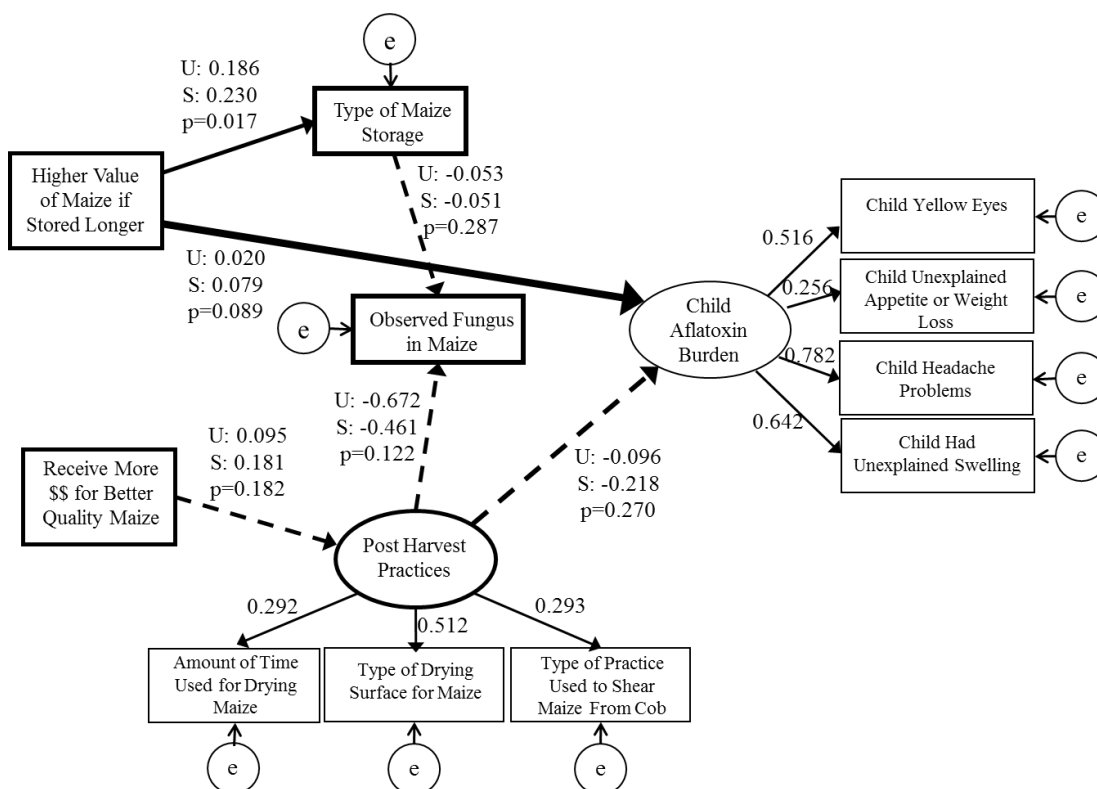 e
U: 0.186
S: 0.230
p=0.017
Type of Maize
Storage
Higher Value
of Maize if
Stored Longer
U: -0.053
S: -0.051
p=0.287
U: 0.020
S: 0.079
p=0.089
e
Observed Fungus
in Maize
Child
Aflatoxin
Burden
0.516
Child Yellow Eyes
e
0.256
Child Unexplained
Appetite or Weight
Loss
e
0.782
Child Headache
Problems
e
0.642
Child Had
Unexplained Swelling
e
U: -0.672
S: -0.461
p=0.122
U: 0.095
S: 0.181
p=0.182
Receive More
$$ for Better
Quality Maize
U: -0.096
S: -0.218
p=0.270
Post Harvest
Practices
0.292
0.512
0.293
Amount of Time
Used for Drying
Maize
Type of Drying
Surface for Maize
Type of Practice
Used to Shear
Maize From Cob
e
e
e